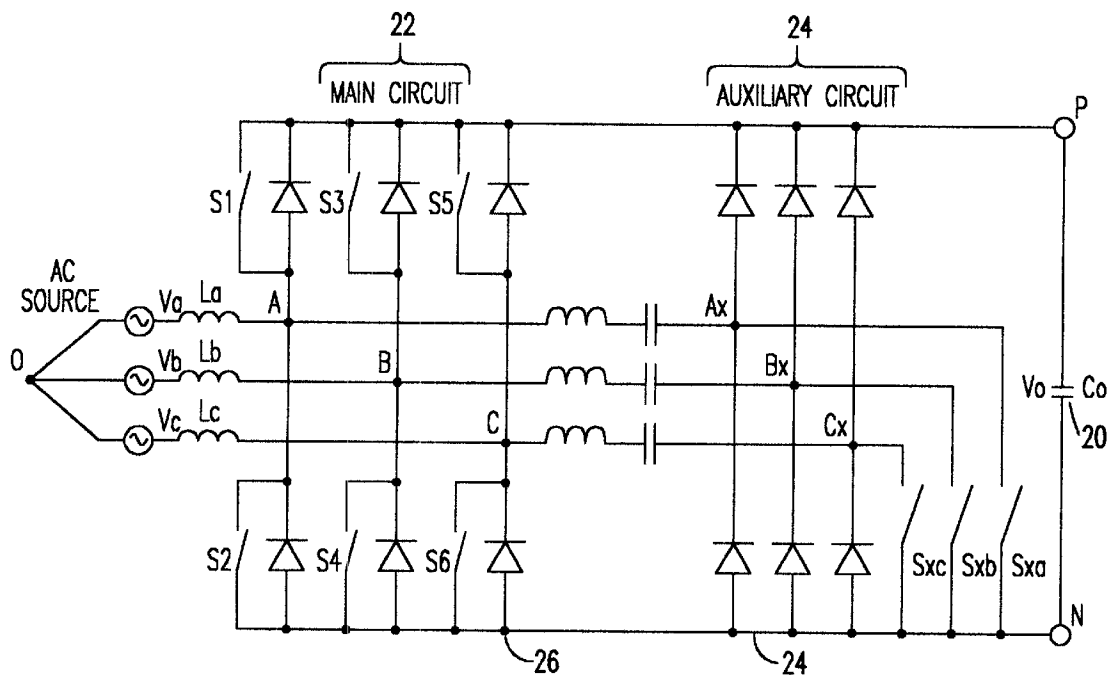 22
24
MAIN CIRCUIT
AUXILIARY CIRCUIT
P
S1
S3
S5
AC
SOURCE
Va
La
A
Ax
O
Vb
Lb
B
Bx
Vc
Lc
C
Cx
Vo
Co
20
S2
S4
S6
Sxc
Sxb
Sxa
N
26
24